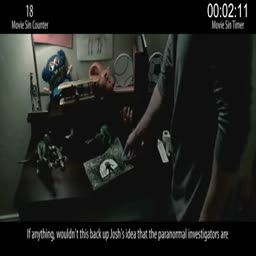 18
Movie Sin Counter
00:02:11
Movie Sin Timer
If anything, wouldn't this back up Josh's idea that the paranormal investigators are